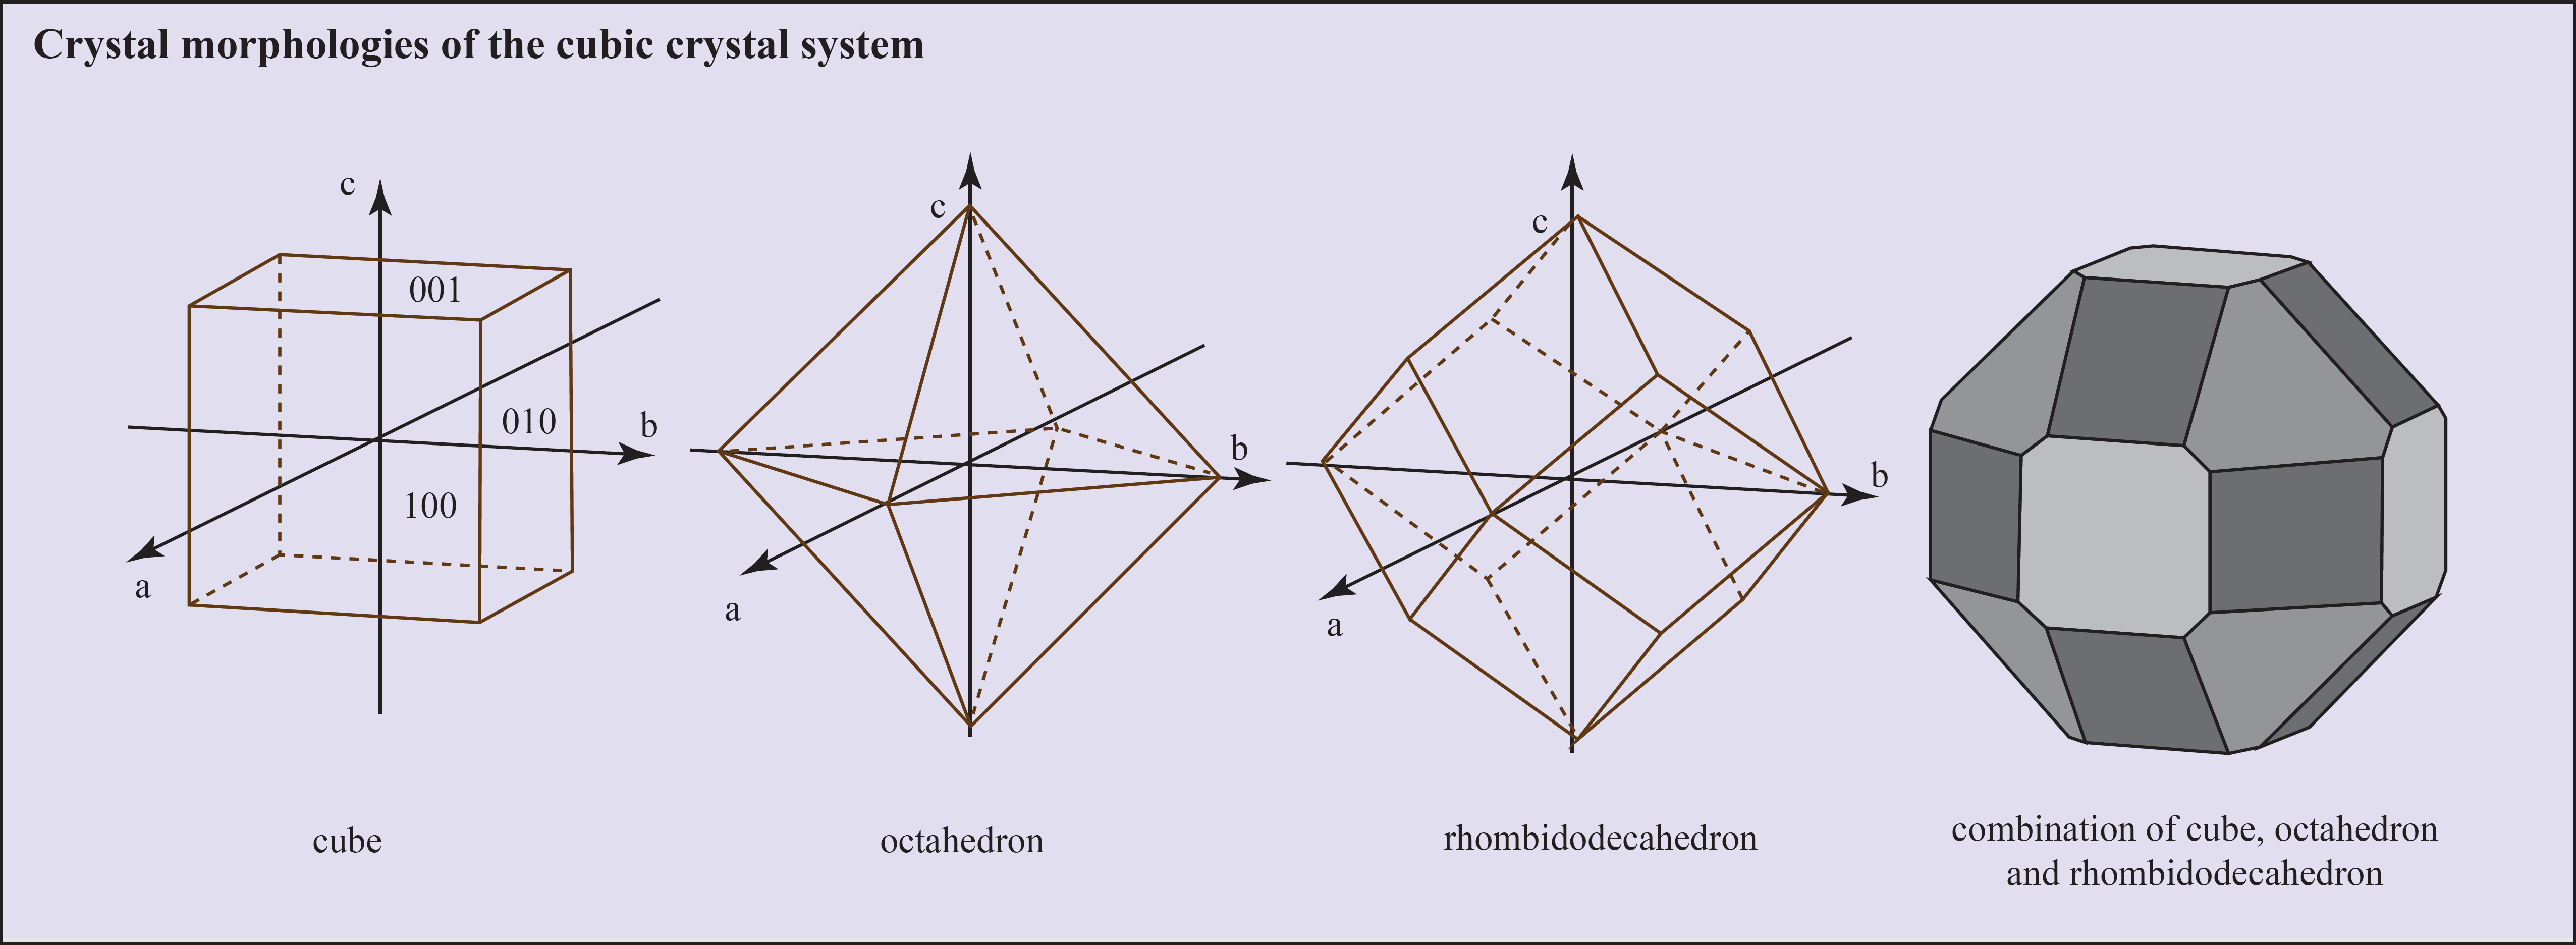 Crystal morphologies of the cubic crystal system
c
001
010
b
100
a
cube
c
b
a
octahedron
c
b
a
rhombidodecahedron
combination of cube, octahedron
and rhombidodecahedron